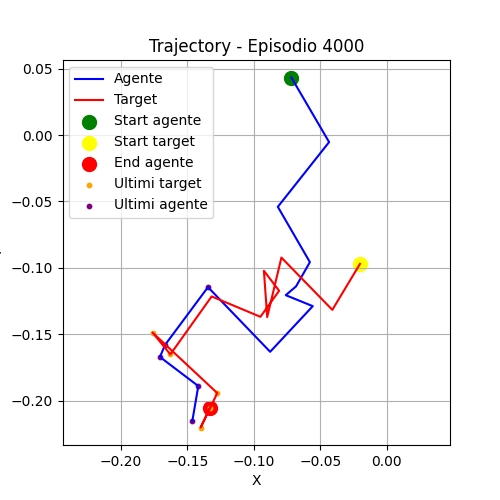 Trajectory - Episodio 4000
Agente
Target
Start agente
Start target
End agente
Ultimi target
Ultimi agente
0.05
0.00
−0.05
−0.10
−0.15
−0.20
−0.20
−0.15
−0.10
−0.05
0.00
X